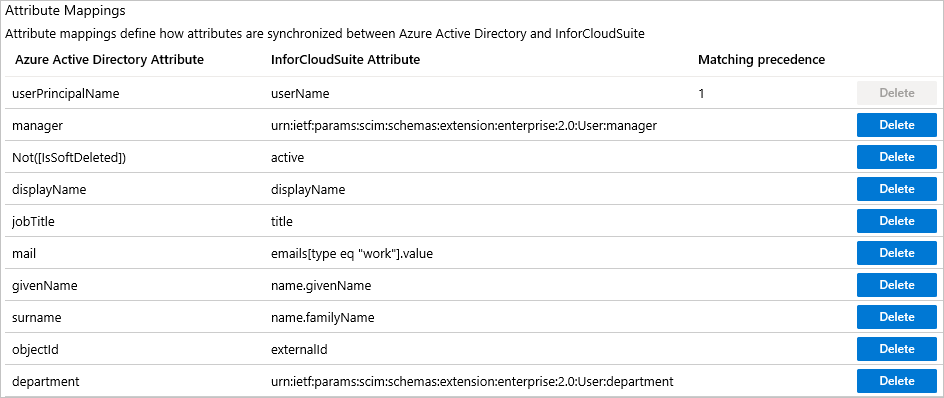 Attribute Mappings
Attribute mappings define how attributes are synchronized between Azure Active Directory and InforCloudSuite
Azure Active Directory Attribute InforCloudSuite Attribute Matching precedence
userPrincipalName userName 1 Delete
manager urn:ietf:params:scim:schemas:extension:enterprise:2.0:User:manager Delete
Not([IsSoftDeleted]) active Delete
displayName displayName Delete
jobTitle title Delete
mail emails[type eq "work"].value Delete
givenName name.givenName Delete
surname name.familyName Delete
objectId externalId Delete
department urn:ietf:params:scim:schemas:extension:enterprise:2.0:User:department Delete